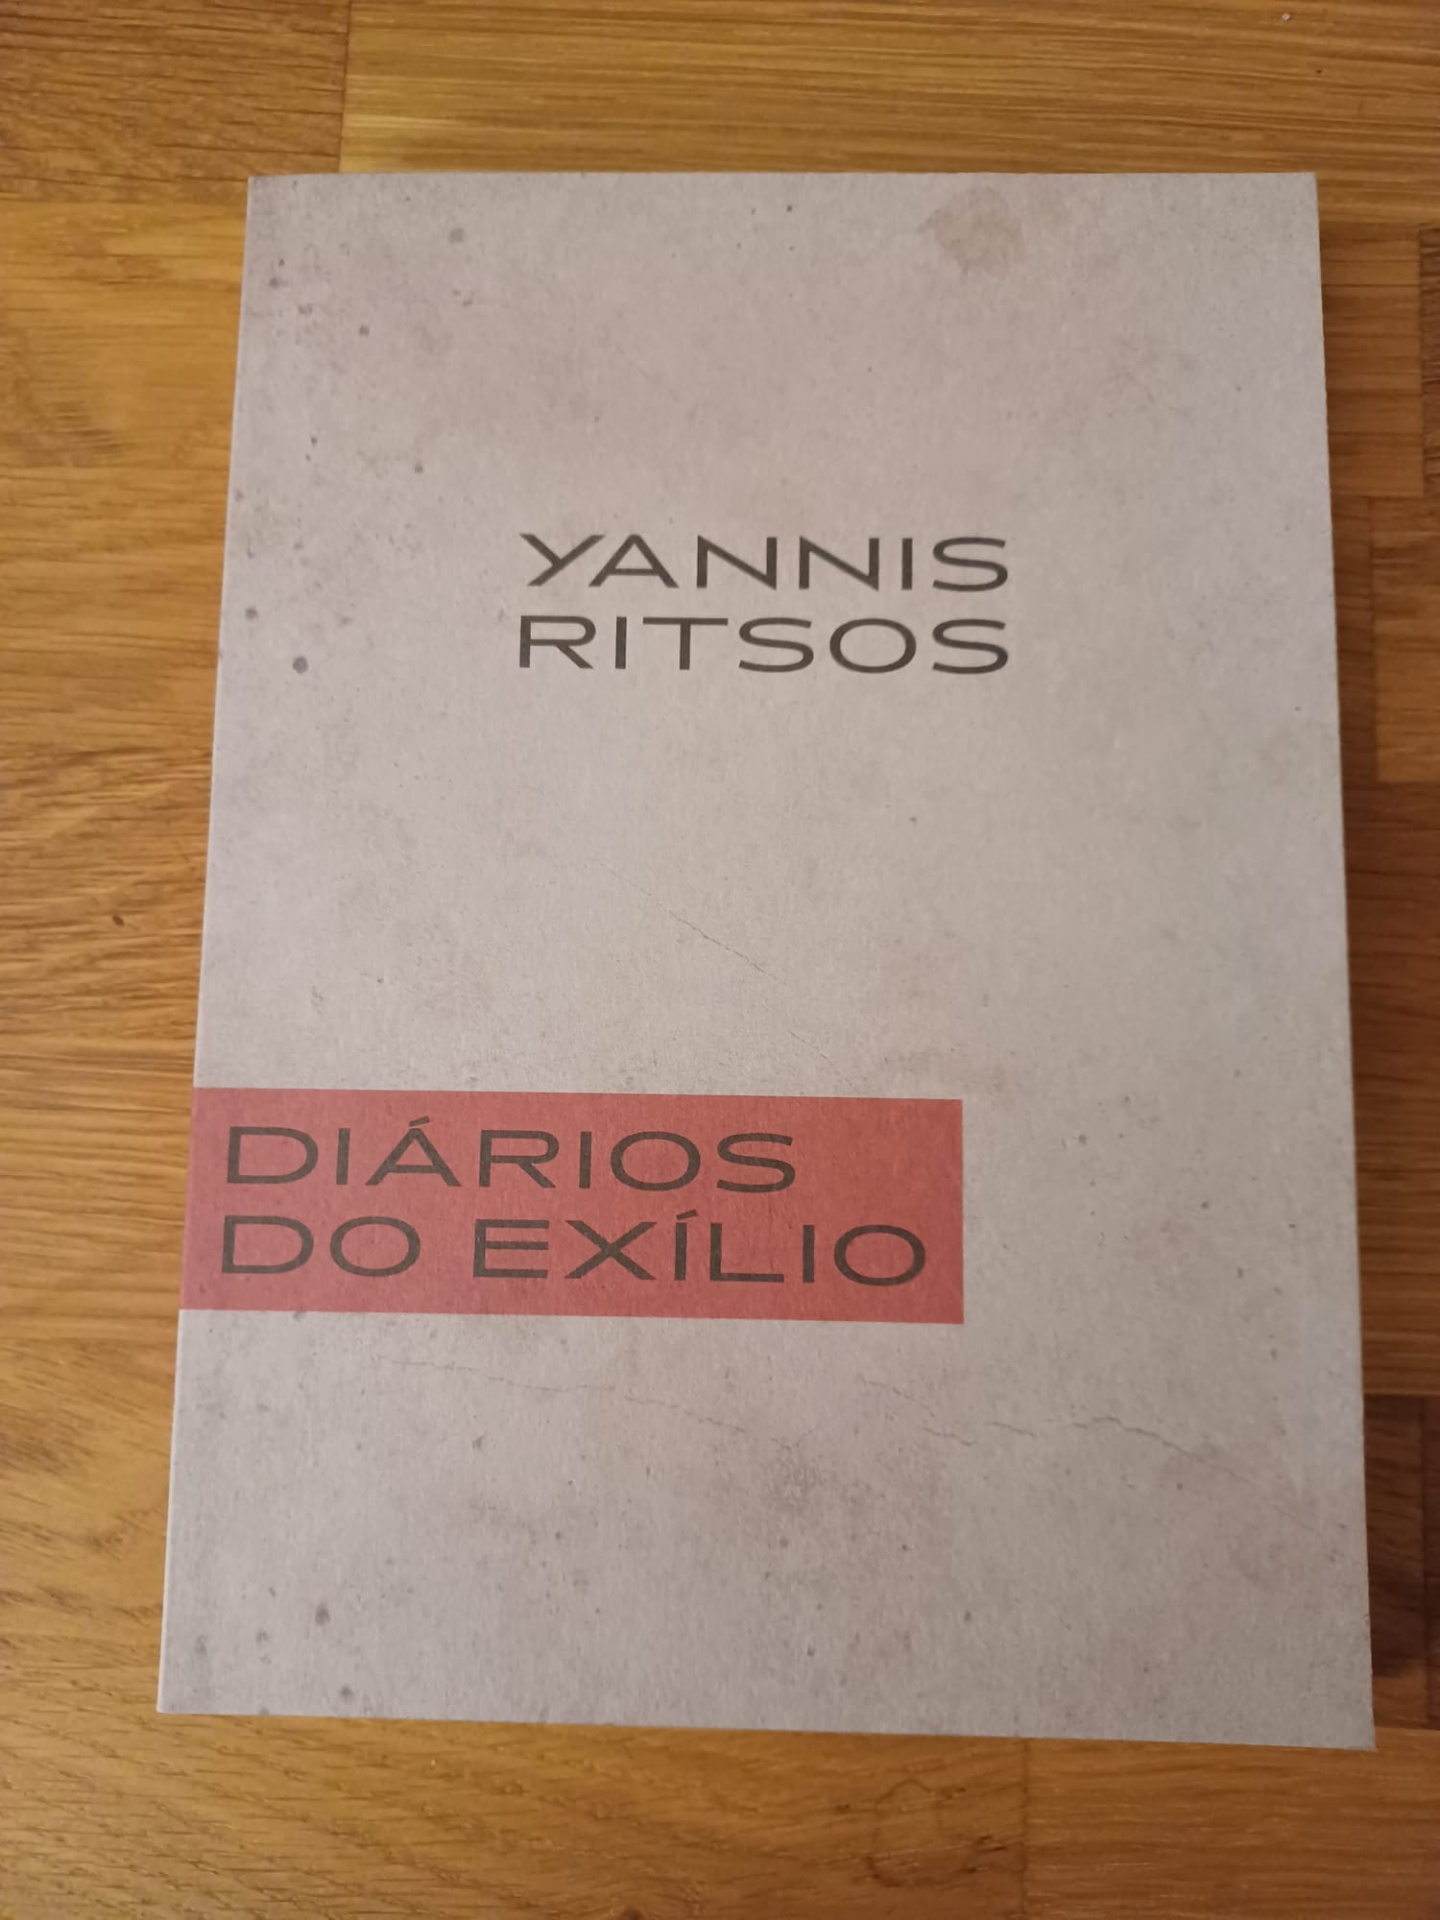 YANNIS
RITSOS
DIÁRIOS
DO EXÍLIO